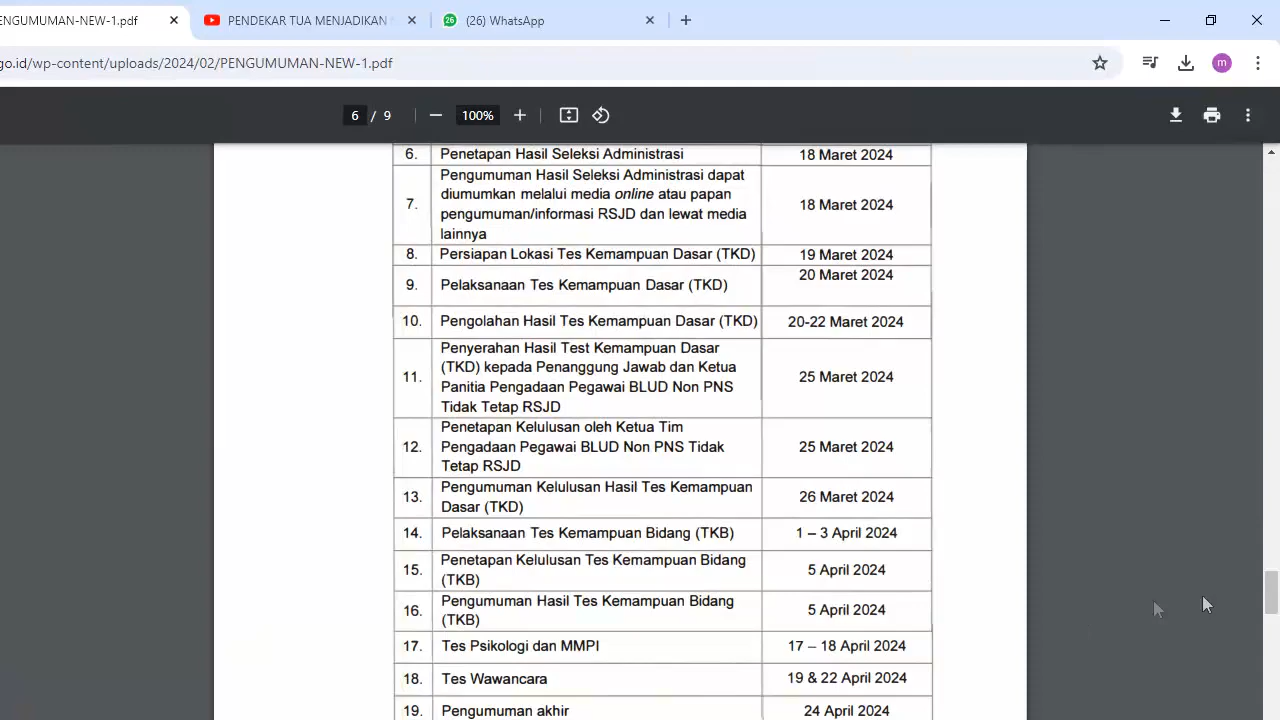 ENGUMUMAN-NEW-1.pdf
PENDEKAR TUA MENJADIKAN
26
(26) WhatsApp
go.id/wp-content/uploads/2024/02/PENGUMUMAN-NEW-1.pdf
m
6 / 9
100%
6. Penetapan Hasil Seleksi Administrasi 18 Maret 2024
Pengumuman Hasil Seleksi Administrasi dapat
diumumkan melalui media online atau papan
7. 18 Maret 2024
pengumuman/informasi RSJD dan lewat media
lainnya
8. Persiapan Lokasi Tes Kemampuan Dasar (TKD) 19 Maret 2024
9. Pelaksanaan Tes Kemampuan Dasar (TKD) 20 Maret 2024
10. Pengolahan Hasil Tes Kemampuan Dasar (TKD) 20-22 Maret 2024
Penyerahan Hasil Test Kemampuan Dasar
(TKD) kepada Penanggung Jawab dan Ketua
11. 25 Maret 2024
Panitia Pengadaan Pegawai BLUD Non PNS
Tidak Tetap RSJD
Penetapan Kelulusan oleh Ketua Tim
12. Pengadaan Pegawai BLUD Non PNS Tidak 25 Maret 2024
Tetap RSJD
13. Pengumuman Kelulusan Hasil Tes Kemampuan 26 Maret 2024
Dasar (TKD)
14. Pelaksanaan Tes Kemampuan Bidang (TKB) 1 – 3 April 2024
15. Penetapan Kelulusan Tes Kemampuan Bidang 5 April 2024
(TKB)
16. Pengumuman Hasil Tes Kemampuan Bidang 5 April 2024
(TKB)
17. Tes Psikologi dan MMPI 17 – 18 April 2024
18. Tes Wawancara 19 & 22 April 2024
19. Pengumuman akhir 24 April 2024